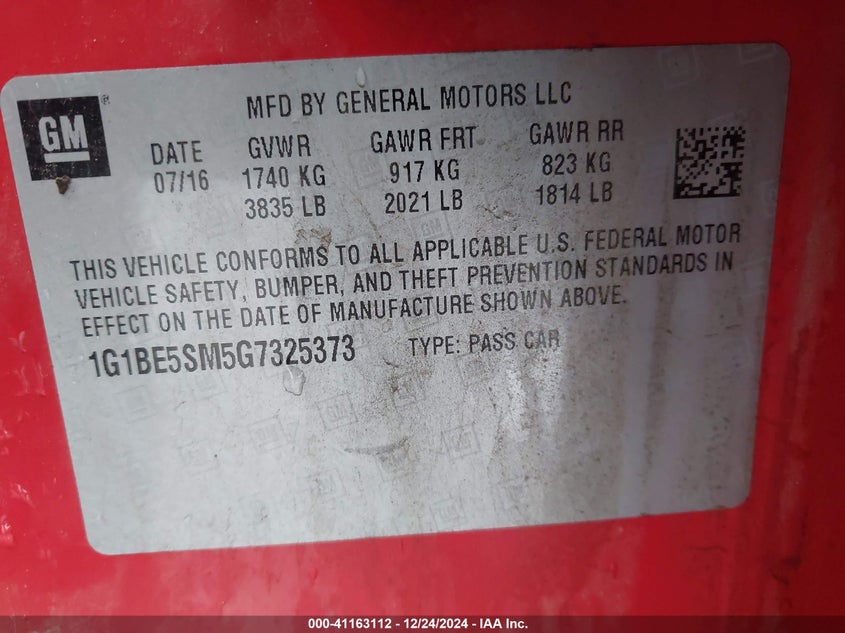 GM
®
MFD BY GENERAL MOTORS LLC
DATE GVWR GAWR FRT GAWR RR
07/16 1740 KG 917 KG 823 KG
3835 LB 2021 LB 1814 LB
THIS VEHICLE CONFORMS TO ALL APPLICABLE U.S. FEDERAL MOTOR
VEHICLE SAFETY, BUMPER, AND THEFT PREVENTION STANDARDS IN
EFFECT ON THE DATE OF MANUFACTURE SHOWN ABOVE.
1G1BE5SM5G7325373 TYPE: PASS CAR
000-41163112 - 12/24/2024 - IAA Inc.